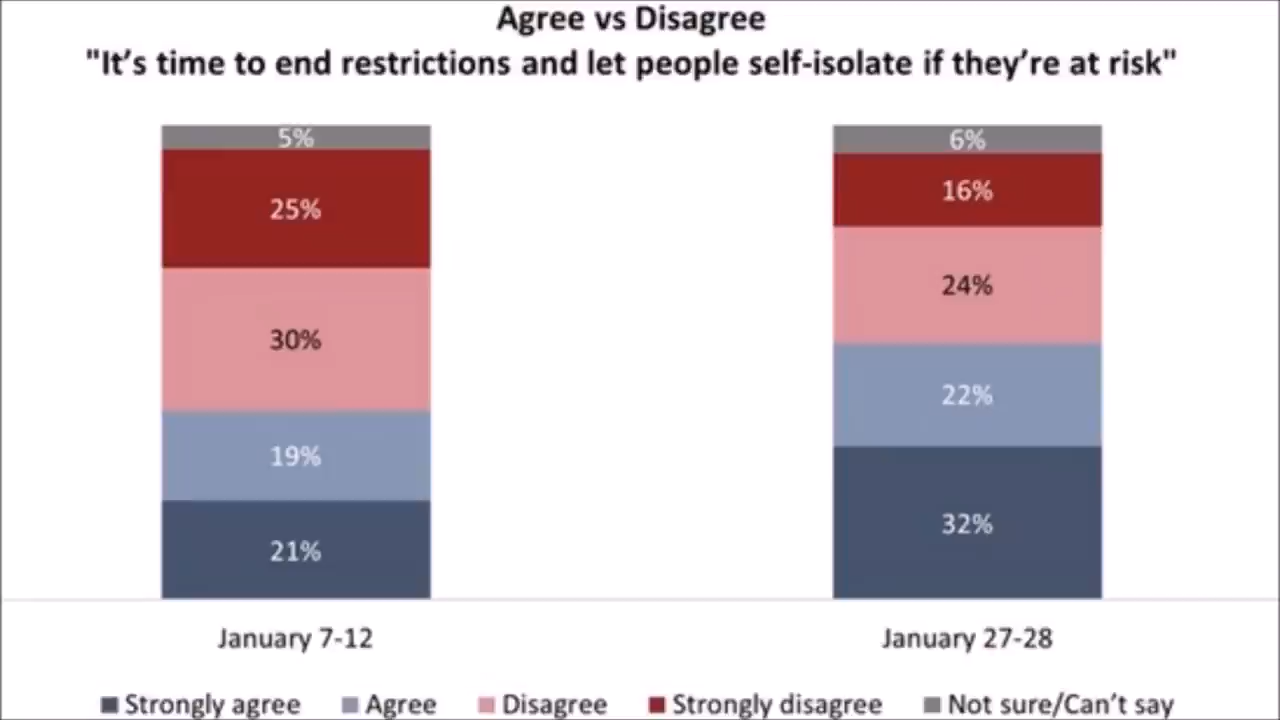 Agree vs Disagree
"It’s time to end restrictions and let people self-isolate if they’re at risk"
5%
25%
30%
19%
21%
6%
16%
24%
22%
32%
January 7-12
January 27-28
Strongly agree
Agree
Disagree
Strongly disagree
Not sure/Can’t say